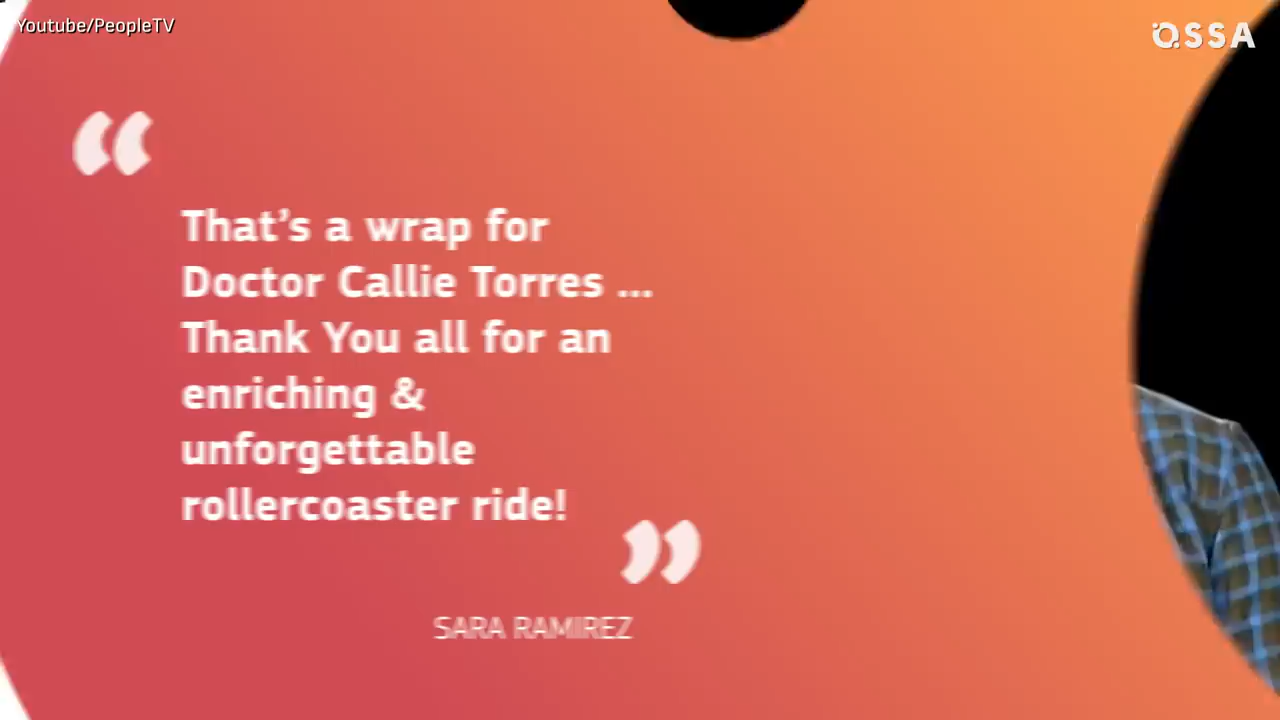 Youtube/PeopleTV
OSSA
“
That’s a wrap for
Doctor Callie Torres ...
Thank You all for an
enriching &
unforgettable
rollercoaster ride!
”
SARA RAMIREZ